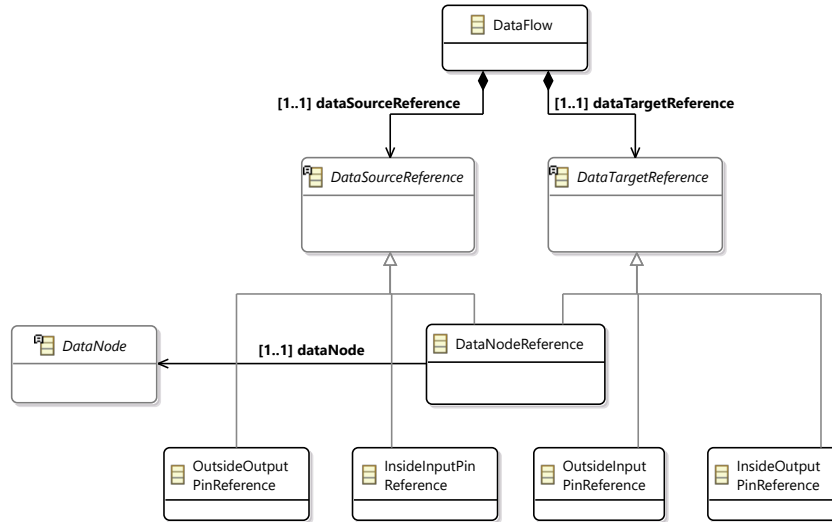 DataFlow
[1..1] dataSourceReference
[1..1] dataTargetReference
DataSourceReference
DataTargetReference
DataNode
[1..1] dataNode
DataNodeReference
OutsideOutput
PinReference
InsideInputPin
Reference
OutsideInput
PinReference
InsideOutput
PinReference